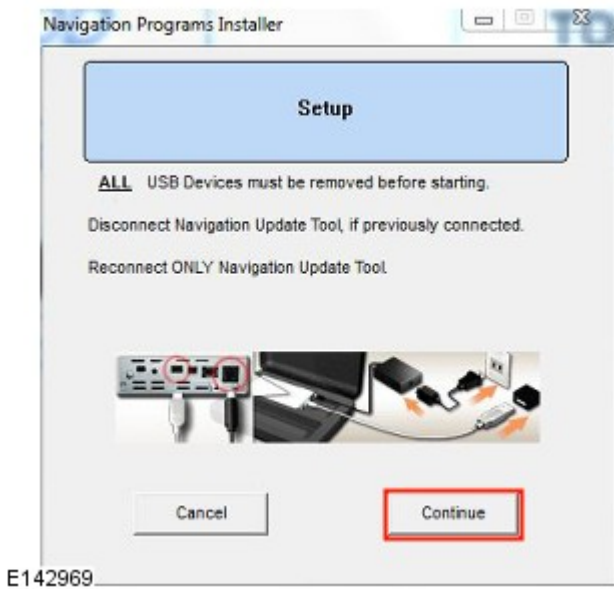 Navigation Programs Installer
Setup
ALL USB Devices must be removed before starting.
Disconnect Navigation Update Tool, if previously connected.
Reconnect ONLY Navigation Update Tool.
Cancel
Continue
E142969